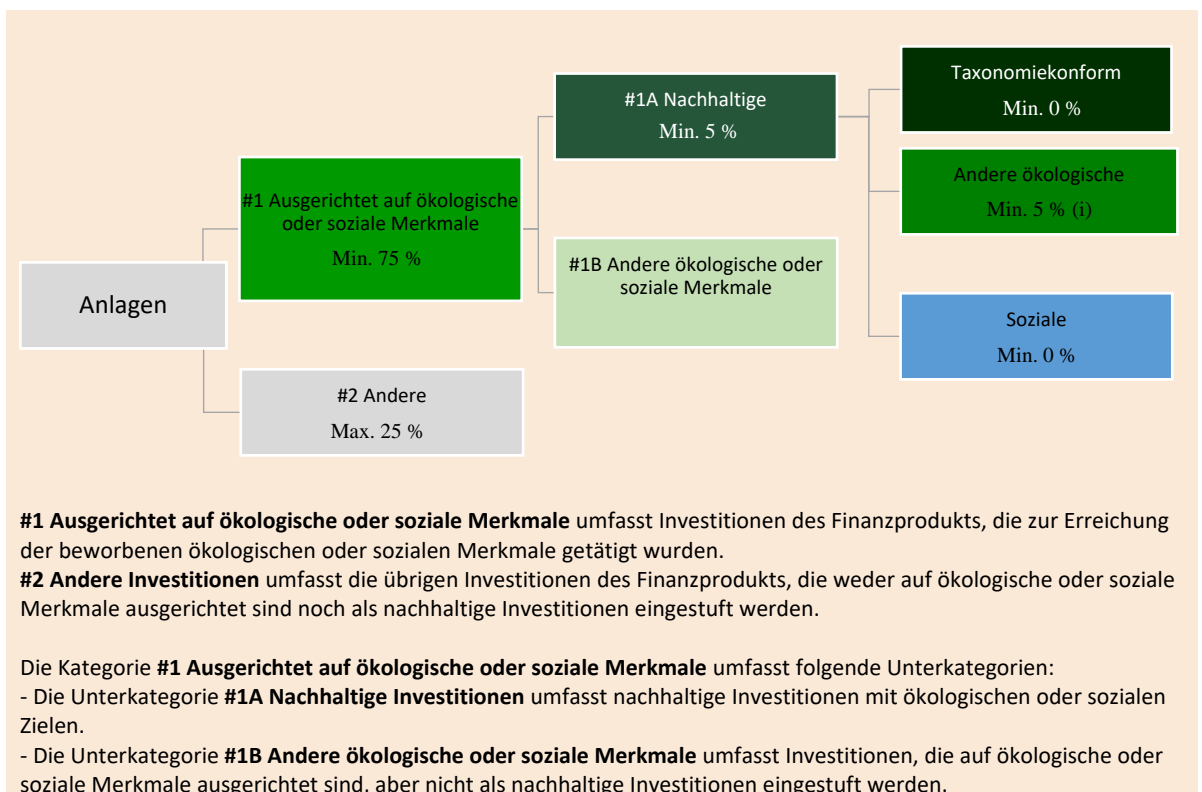 Taxonomiekonform
Min. 0 %
#1A Nachhaltige
Min. 5 %
Andere ökologische
Min. 5 % (i)
#1 Ausgerichtet auf ökologische
oder soziale Merkmale
Min. 75 %
#1B Andere ökologische oder
soziale Merkmale
Anlagen
Soziale
Min. 0 %
#2 Andere
Max. 25 %
#1 Ausgerichtet auf ökologische oder soziale Merkmale umfasst Investitionen des Finanzprodukts, die zur Erreichung
der beworbenen ökologischen oder sozialen Merkmale getätigt wurden.
#2 Andere Investitionen umfasst die übrigen Investitionen des Finanzprodukts, die weder auf ökologische oder soziale
Merkmale ausgerichtet sind noch als nachhaltige Investitionen eingestuft werden.
Die Kategorie #1 Ausgerichtet auf ökologische oder soziale Merkmale umfasst folgende Unterkategorien:
- Die Unterkategorie #1A Nachhaltige Investitionen umfasst nachhaltige Investitionen mit ökologischen oder sozialen
Zielen.
- Die Unterkategorie #1B Andere ökologische oder soziale Merkmale umfasst Investitionen, die auf ökologische oder
soziale Merkmale ausgerichtet sind, aber nicht als nachhaltige Investitionen eingestuft werden.